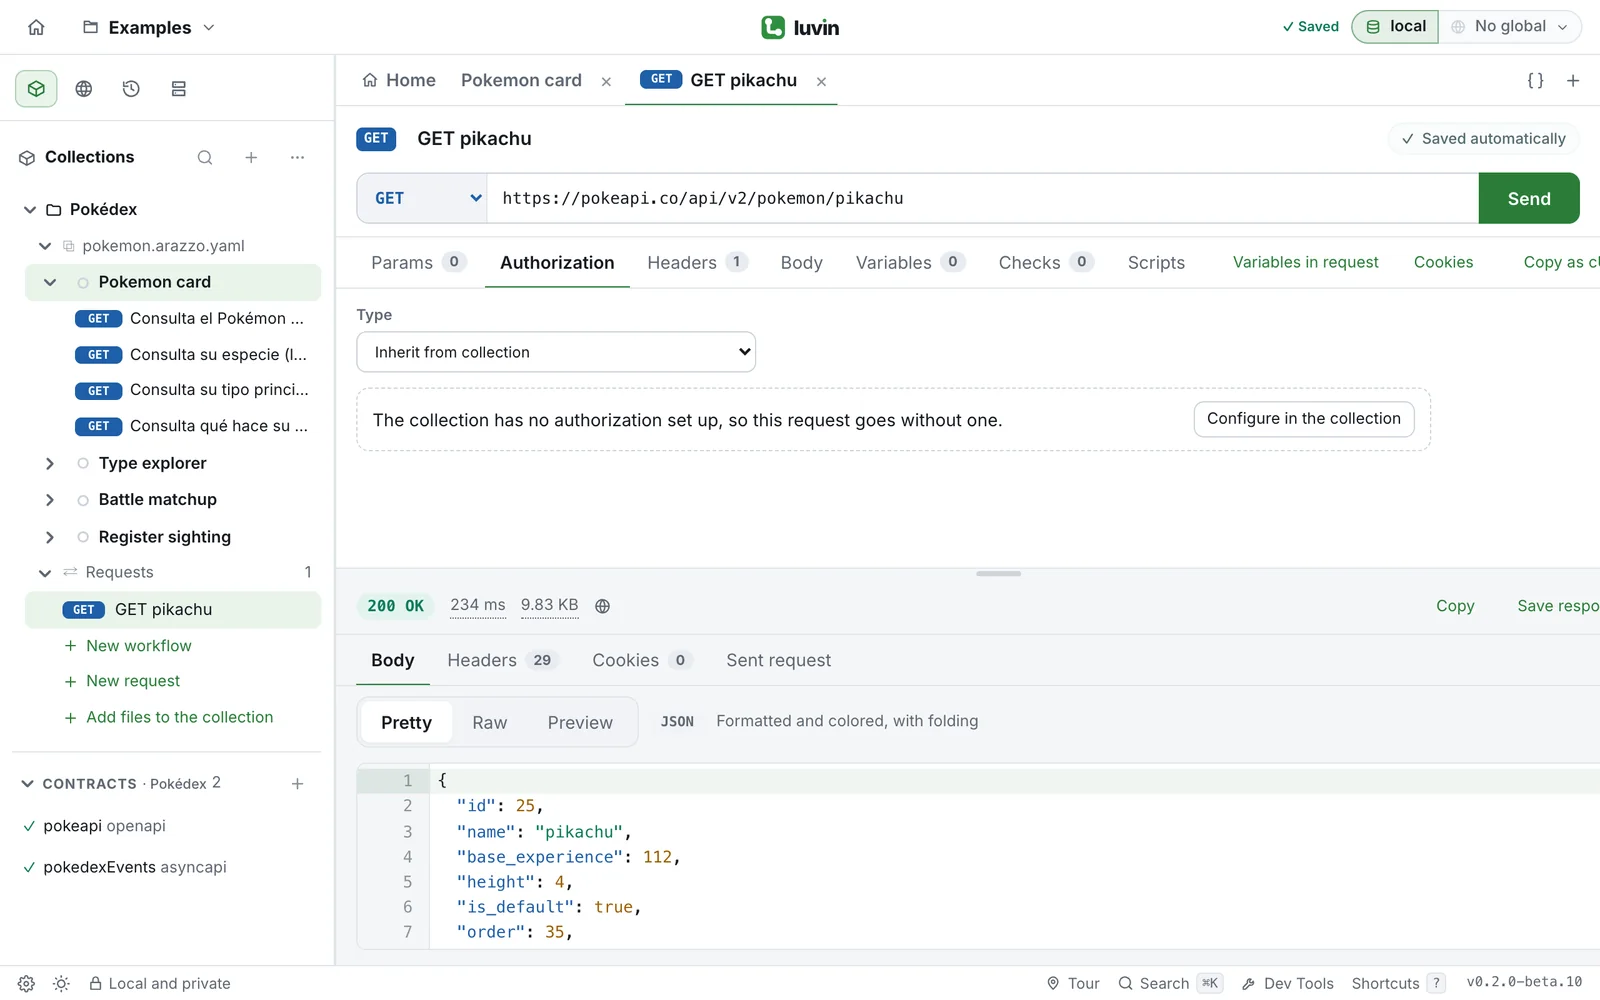 Examples
luvin
Saved
local
No global
Home
Pokemon card
GET GET pikachu
Collections
GET GET pikachu
Saved automatically
GET https://pokeapi.co/api/v2/pokemon/pikachu Send
Pokédex
pokemon.arazzo.yaml
Pokemon card
GET Consulta el Pokémon ...
GET Consulta su especie (l...
GET Consulta su tipo princi...
GET Consulta qué hace su ...
Type explorer
Battle matchup
Register sighting
Requests 1
GET GET pikachu
+ New workflow
+ New request
+ Add files to the collection
CONTRACTS · Pokédex 2
pokeapi openapi
pokedexEvents asyncapi
Params 0 Authorization Headers 1 Body Variables 0 Checks 0 Scripts Variables in request Cookies Copy as cU
Type
Inherit from collection
The collection has no authorization set up, so this request goes without one. Configure in the collection
200 OK 234 ms 9.83 KB Copy Save respo
Body Headers 29 Cookies 0 Sent request
Pretty Raw Preview JSON Formatted and colored, with folding
1 {
2 "id": 25,
3 "name": "pikachu",
4 "base_experience": 112,
5 "height": 4,
6 "is_default": true,
7 "order": 35,
Local and private
Tour Search ⌘K Dev Tools Shortcuts ? v0.2.0-beta.10